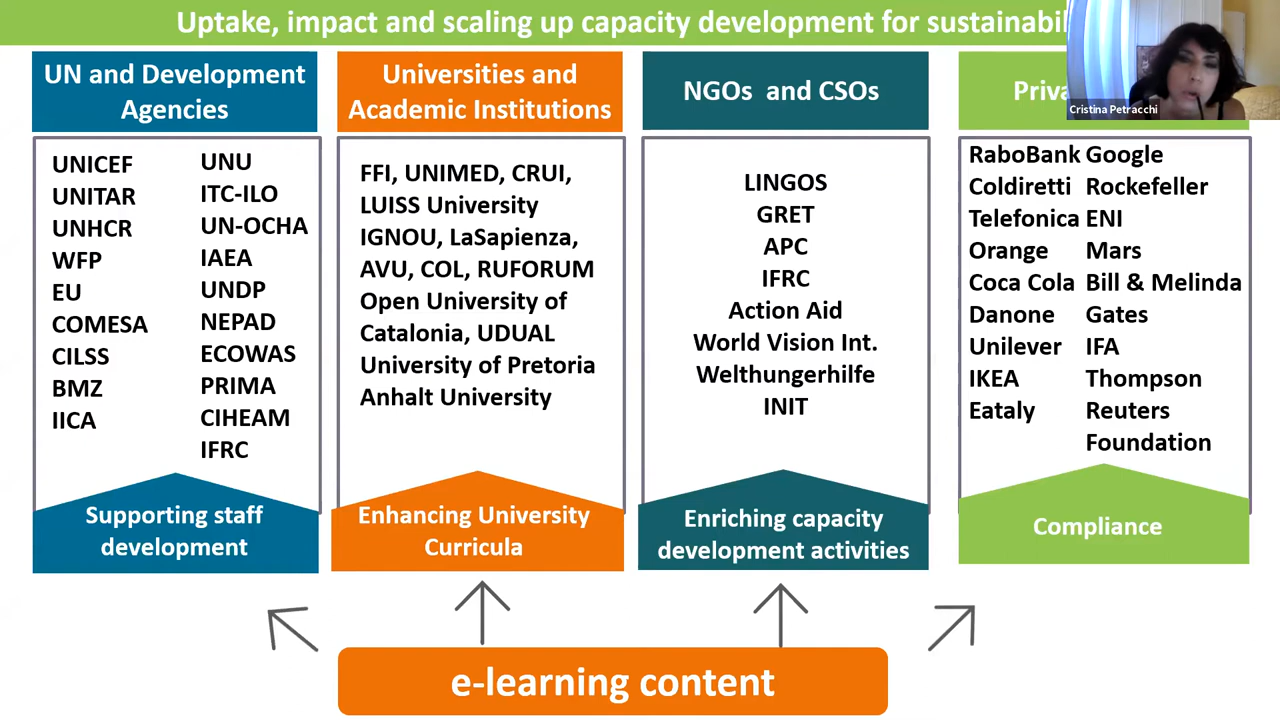 Uptake, impact and scaling up capacity development for
Cristina Petracchi
UN and Development
Agencies
UNICEF
UNITAR
UNHCR
WFP
EU
COMESA
CILSS
BMZ
IICA
UNU
ITC-ILO
UN-OCHA
IAEA
UNDP
NEPAD
ECOWAS
PRIMA
CIHEAM
IFRC
Supporting staff
development
Universities and
Academic Institutions
FFI, UNIMED, CRUI,
LUISS University
IGNOU, LaSapienza,
AVU, COL, RUFORUM
Open University of
Catalonia, UDUAL
University of Pretoria
Anhalt University
Enhancing University
Curricula
NGOs and CSOs
LINGOS
GRET
APC
IFRC
Action Aid
World Vision Int.
Welthungerhilfe
INIT
Enriching capacity
development activities
RaboBank
Coldiretti
Telefonica
Orange
Coca Cola
Danone
Unilever
IKEA
Eataly
Google
Rockefeller
ENI
Mars
Bill & Melinda
Gates
IFA
Thompson
Reuters
Foundation
Compliance
e-learning content